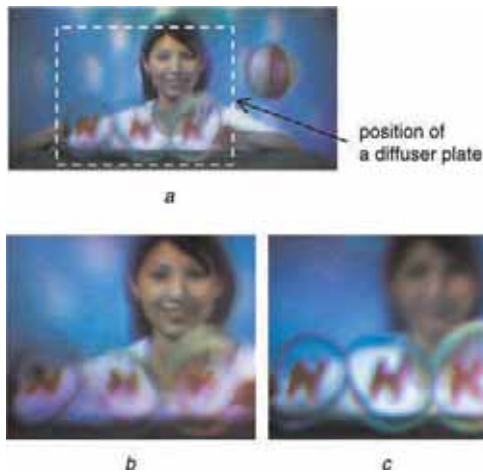 N H K
position of
a diffuser plate
a
N H K
N H K
b
c